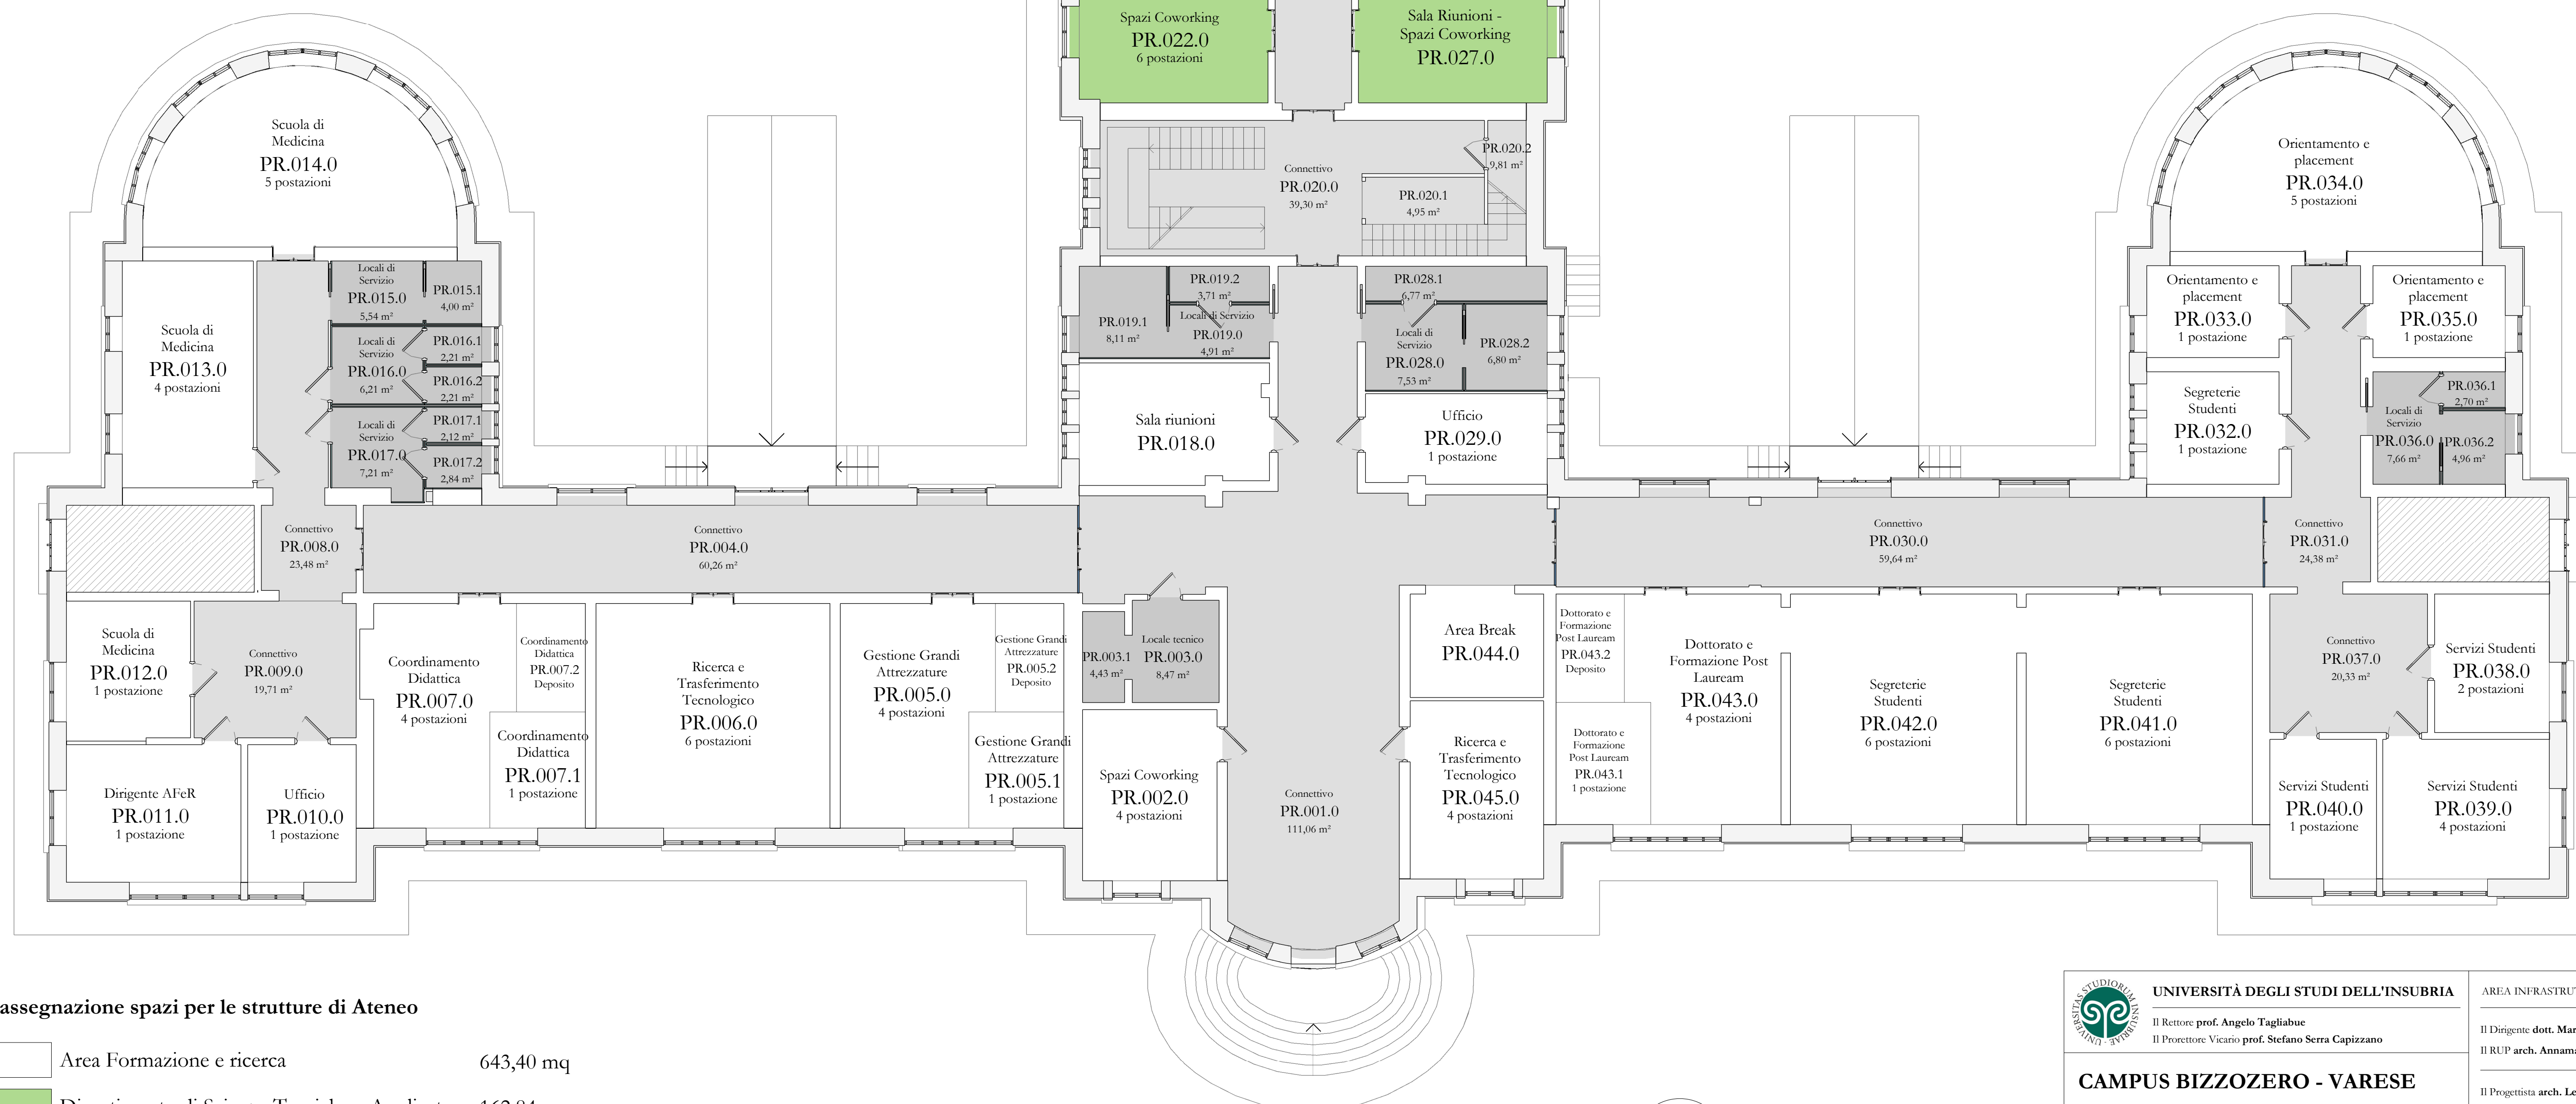 Spazi Coworking
PR.022.0
6 postazioni
Sala Riunioni -
Spazi Coworking
PR.027.0
Scuola di
Medicina
PR.014.0
5 postazioni
Connettivo
PR.020.0
39,30 m²
PR.020.2
9,81 m²
PR.020.1
4,95 m²
Orientamento e
placement
PR.034.0
5 postazioni
Scuola di
Medicina
PR.013.0
4 postazioni
Locali di
Servizio
PR.015.0
5,54 m²
PR.015.1
4,00 m²
Locali di
Servizio
PR.016.0
6,21 m²
PR.016.1
2,21 m²
PR.016.2
2,21 m²
Locali di
Servizio
PR.017.0
7,21 m²
PR.017.1
2,12 m²
PR.017.2
2,84 m²
PR.019.2
3,71 m²
PR.019.1
8,11 m²
Locali di Servizio
PR.019.0
4,91 m²
PR.028.1
6,77 m²
Locali di
Servizio
PR.028.0
7,53 m²
PR.028.2
6,80 m²
Sala riunioni
PR.018.0
Ufficio
PR.029.0
1 postazione
Orientamento e
placement
PR.033.0
1 postazione
Orientamento e
placement
PR.035.0
1 postazione
Segreterie
Studenti
PR.032.0
1 postazione
Locali di
Servizio
PR.036.0
7,66 m²
PR.036.1
2,70 m²
PR.036.2
4,96 m²
Connettivo
PR.008.0
23,48 m²
Connettivo
PR.004.0
60,26 m²
Connettivo
PR.030.0
59,64 m²
Connettivo
PR.031.0
24,38 m²
Scuola di
Medicina
PR.012.0
1 postazione
Connettivo
PR.009.0
19,71 m²
Coordinamento
Didattica
PR.007.0
4 postazioni
Coordinamento
Didattica
PR.007.2
Deposito
Coordinamento
Didattica
PR.007.1
1 postazione
Ricerca e
Trasferimento
Tecnologico
PR.006.0
6 postazioni
Gestione Grandi
Attrezzature
PR.005.0
4 postazioni
Gestione Grandi
Attrezzature
PR.005.2
Deposito
Gestione Grandi
Attrezzature
PR.005.1
1 postazione
PR.003.1
4,43 m²
Locale tecnico
PR.003.0
8,47 m²
Spazi Coworking
PR.002.0
4 postazioni
Connettivo
PR.001.0
111,06 m²
Area Break
PR.044.0
Ricerca e
Trasferimento
Tecnologico
PR.045.0
4 postazioni
Dottorato e
Formazione
Post Lauream
PR.043.2
Deposito
Dottorato e
Formazione
Post Lauream
PR.043.1
1 postazione
Dottorato e
Formazione Post
Lauream
PR.043.0
4 postazioni
Segreterie
Studenti
PR.042.0
6 postazioni
Segreterie
Studenti
PR.041.0
6 postazioni
Connettivo
PR.037.0
20,33 m²
Servizi Studenti
PR.038.0
2 postazioni
Dirigente AFeR
PR.011.0
1 postazione
Ufficio
PR.010.0
1 postazione
Servizi Studenti
PR.040.0
1 postazione
Servizi Studenti
PR.039.0
4 postazioni
assegnazione spazi per le strutture di Ateneo
Area Formazione e ricerca 643,40 mq
UNIVERSITÀ DEGLI STUDI DELL'INSUBRIA
Il Rettore prof. Angelo Tagliabue
Il Prorettore Vicario prof. Stefano Serra Capizzano
CAMPUS BIZZOZERO - VARESE
AREA INFRASTRU
Il Dirigente dott. Mar
Il RUP arch. Annama
Il Progettista arch. Le